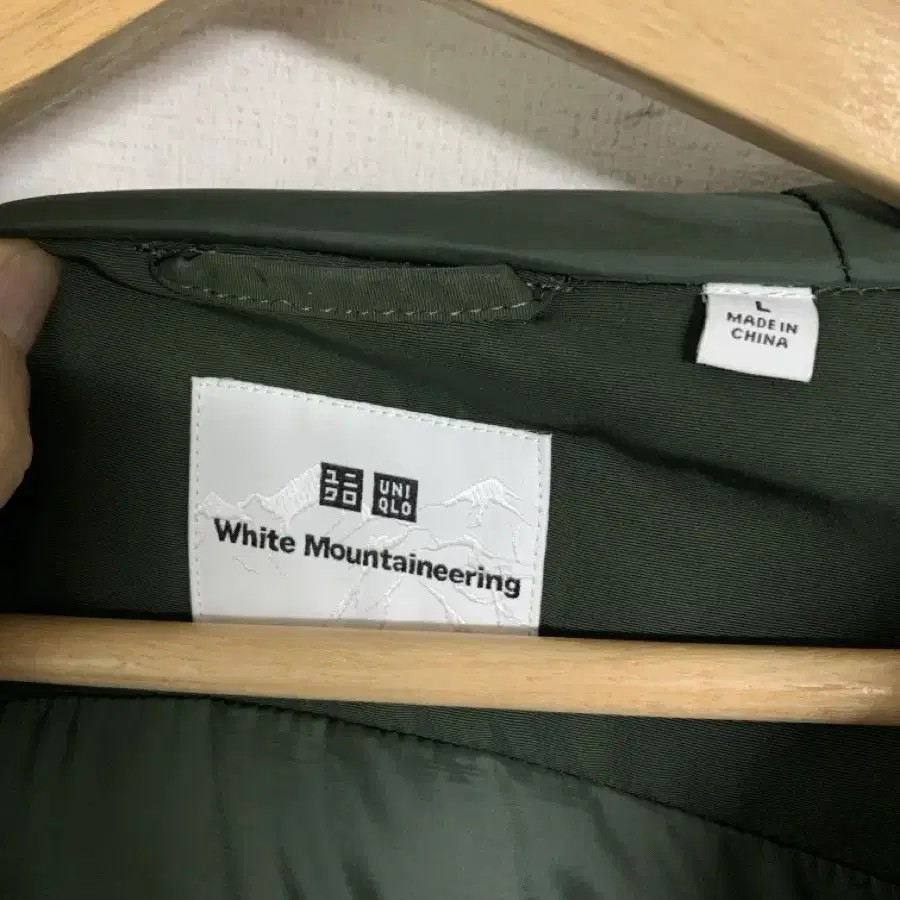 L
MADE IN
CHINA
ユニ
クロ
UNI
QLO
White Mountaineering